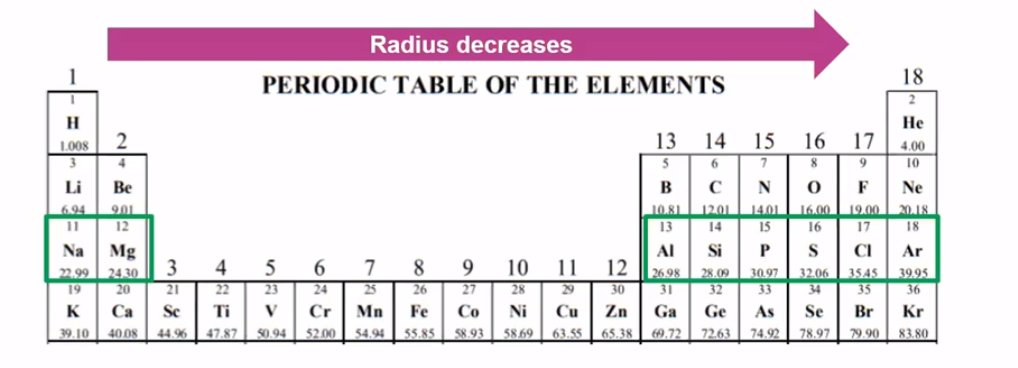 Radius decreases
PERIODIC TABLE OF THE ELEMENTS
1 18
1 2
H He
1.008 2 13 14 15 16 17 4.00
3 4 5 6 7 8 9 10
Li Be B C N O F Ne
6.94 9.01 10.81 12.01 14.01 16.00 19.00 20.18
11 12 13 14 15 16 17 18
Na Mg Al Si P S Cl Ar
22.99 24.30 3 4 5 6 7 8 9 10 11 12 26.98 28.09 30.97 32.06 35.45 39.95
19 20 21 22 23 24 25 26 27 28 29 30 31 32 33 34 35 36
K Ca Sc Ti V Cr Mn Fe Co Ni Cu Zn Ga Ge As Se Br Kr
39.10 40.08 44.96 47.87 50.94 52.00 54.94 55.85 58.93 58.69 63.55 65.38 69.72 72.63 74.92 78.97 79.90 83.80